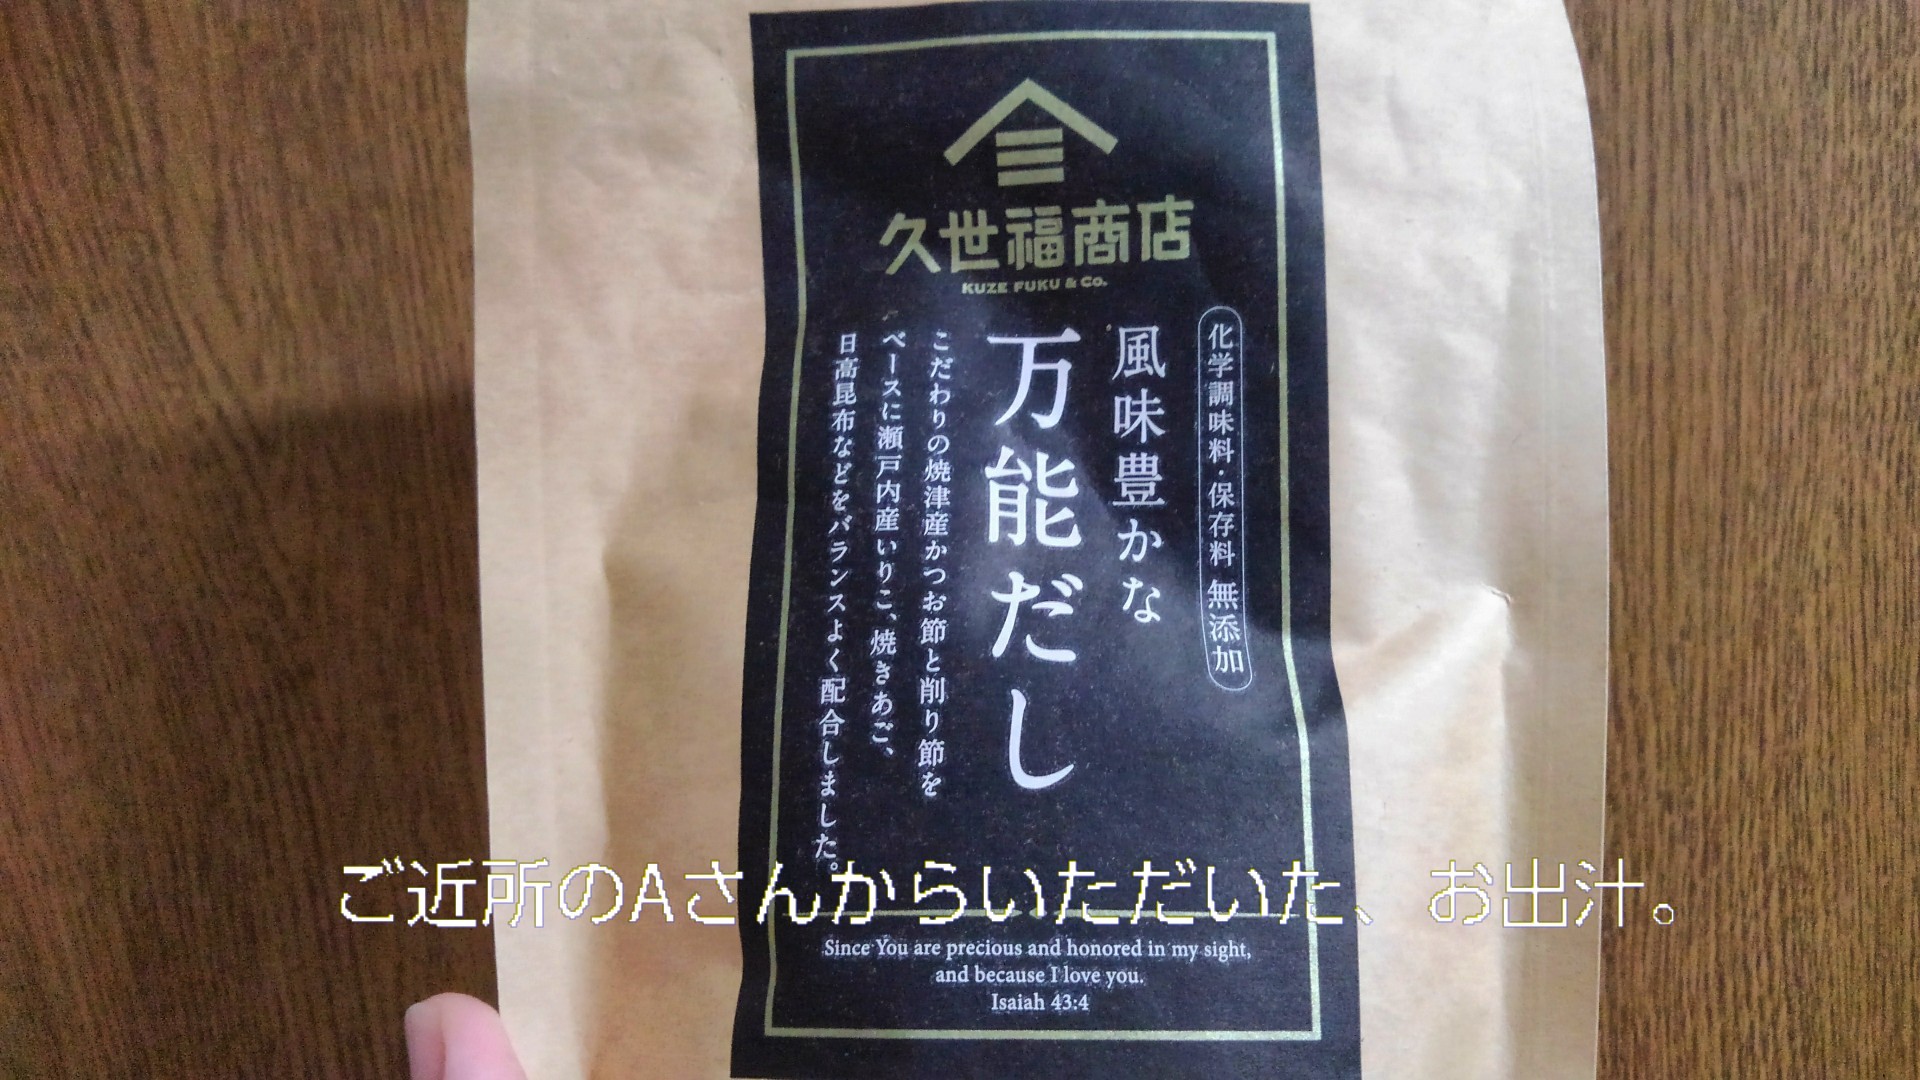 久世福商店
KUZE FUKU & Co.
化学調味料・保存料 無添加
風味豊かな
万能だし
こだわりの焼津産かつお節と削り節を
ベースに瀬戸内産いりこ、焼きあご、
日高昆布などをバランスよく配合しました。
ご近所のAさんからいただいた、お出汁。
Since You are precious and honored in my sight,
and because I love you.
Isaiah 43:4